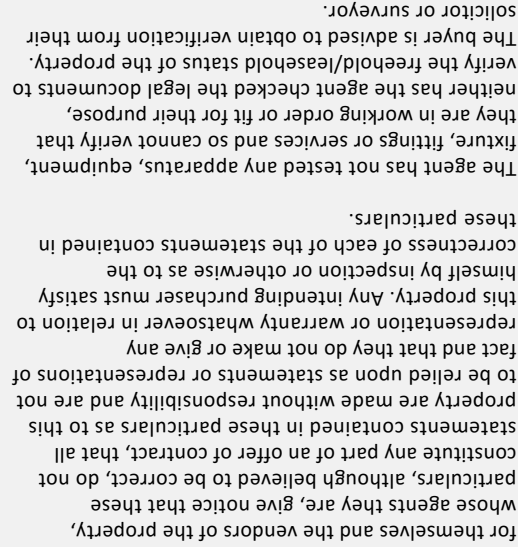 for themselves and the vendors of the property,
whose agents they are, give notice that these
particulars, although believed to be correct, do not
constitute any part of an offer of contract, that all
statements contained in these particulars as to this
property are made without responsibility and are not
to be relied upon as statements or representations of
fact and that they do not make or give any
representation or warranty whatsoever in relation to
this property. Any intending purchaser must satisfy
himself by inspection or otherwise as to the
correctness of each of the statements contained in
these particulars.
The agent has not tested any apparatus, equipment,
fixture, fittings or services and so cannot verify that
they are in working order or fit for their purpose,
neither has the agent checked the legal documents to
verify the freehold/leasehold status of the property.
The buyer is advised to obtain verification from their
solicitor or surveyor.